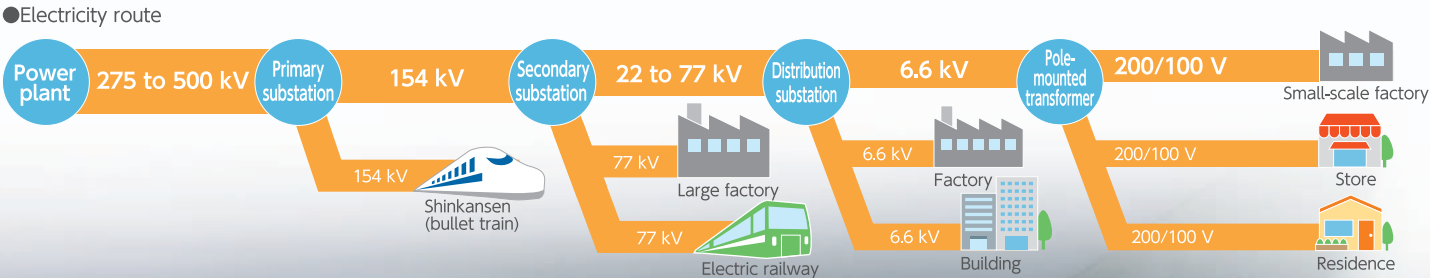 ●Electricity route
Power
plant
275 to 500 kV
Primary
substation
154 kV
Secondary
substation
22 to 77 kV
Distribution
substation
6.6 kV
Pole-
mounted
transformer
200/100 V
Small-scale factory
154 kV
Shinkansen
(bullet train)
77 kV
Large factory
77 kV
Electric railway
6.6 kV
Factory
6.6 kV
Building
200/100 V
Store
200/100 V
Residence